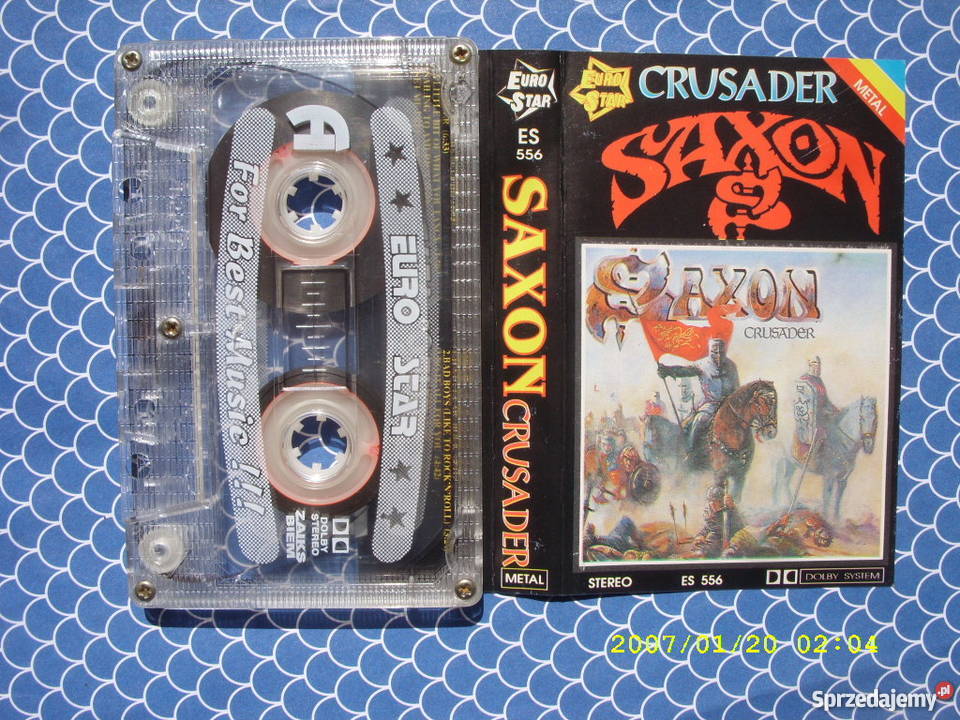 A
EURO STAR
For Best Music !!!
DOLBY
STEREO
ZAIKS
BIEM
2.BAD BOYS (LIKE TO ROCK 'N' ROLL)
EURO
STAR
ES
556
SAXON CRUSADER
METAL
EURO
STAR
CRUSADER
METAL
SAXON
SAXON
CRUSADER
STEREO ES 556 DOLBY SYSTEM
2007/01/20 02:04
Sprzedajemy.pl